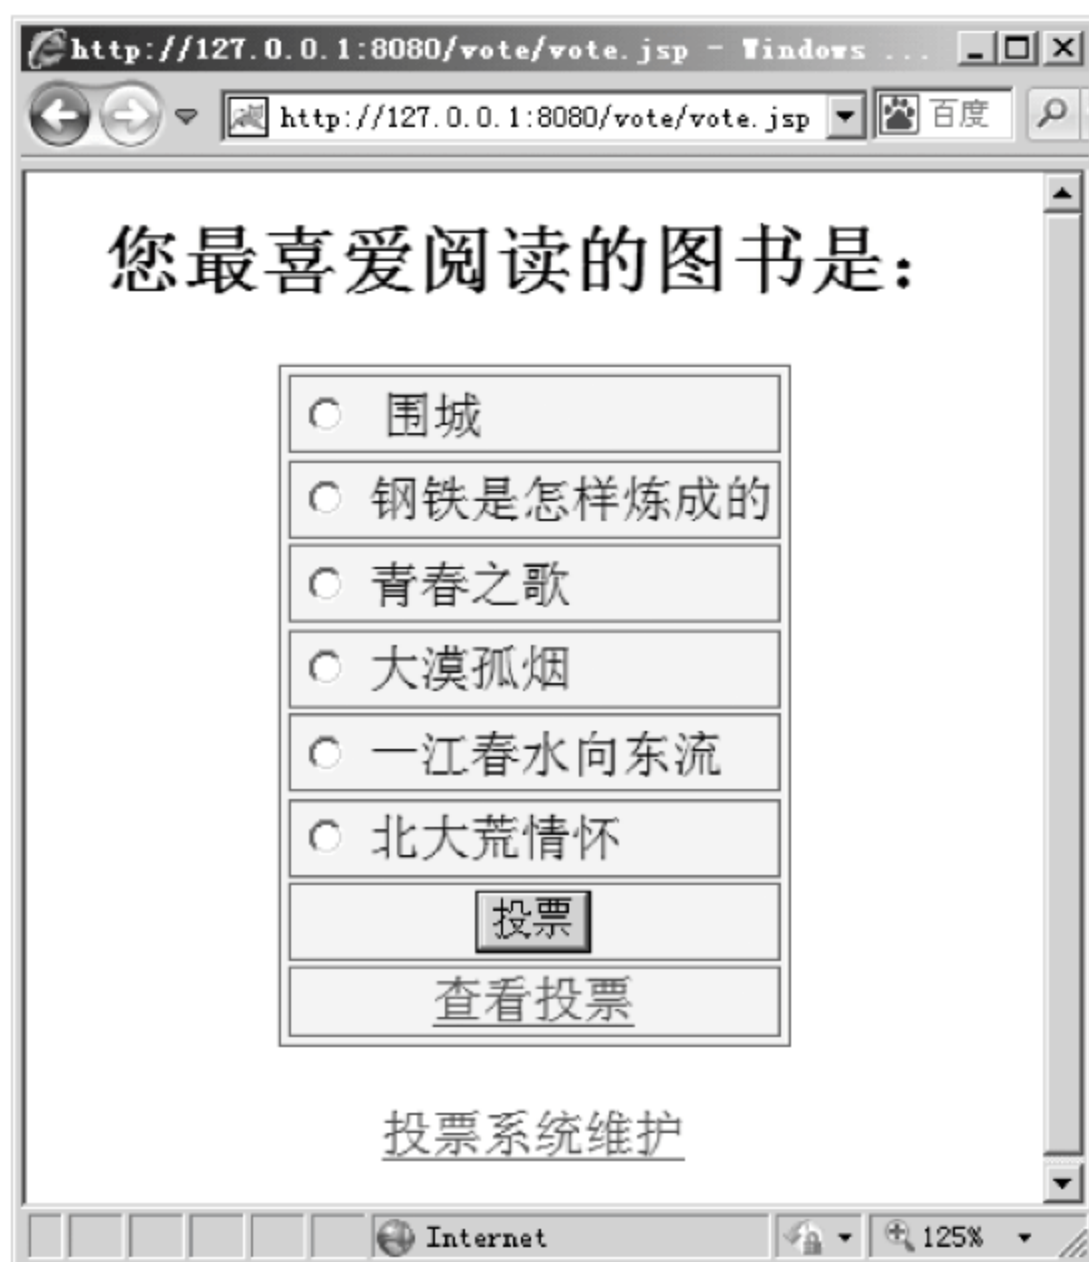 http://127.0.0.1:8080/vote/vote.jsp - Windows ...
http://127.0.0.1:8080/vote/vote.jsp 百度
您最喜爱阅读的图书是：
围城
钢铁是怎样炼成的
青春之歌
大漠孤烟
一江春水向东流
北大荒情怀
投票
查看投票
投票系统维护
Internet 125%